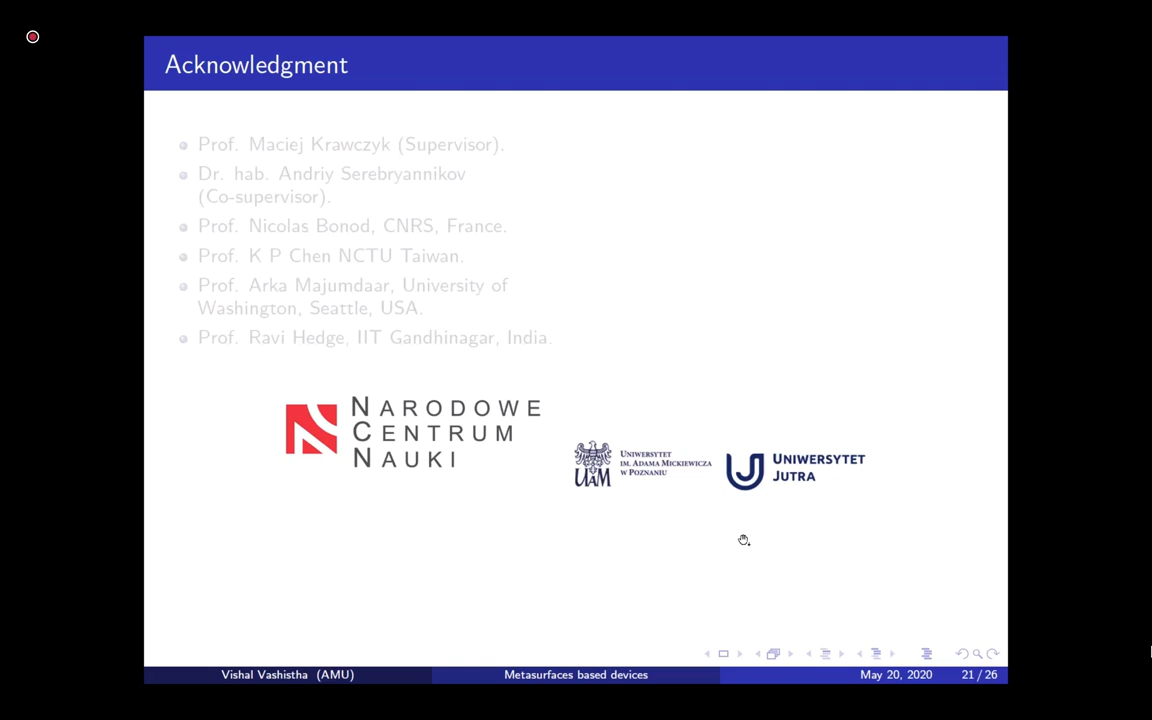 Acknowledgment
Prof. Maciej Krawczyk (Supervisor).
Dr. hab. Andriy Serebryannikov
(Co-supervisor).
Prof. Nicolas Bonod, CNRS, France.
Prof. K P Chen NCTU Taiwan.
Prof. Arka Majumdaar, University of
Washington, Seattle, USA.
Prof. Ravi Hedge, IIT Gandhinagar, India.
NARODOWE
CENTRUM
NAUKI
UAM
UNIWERSYTET
IM. ADAMA MICKIEWICZA
W POZNANIU
UNIWERSYTET
JUTRA
Vishal Vashistha (AMU)
Metasurfaces based devices
May 20, 2020
21 / 26